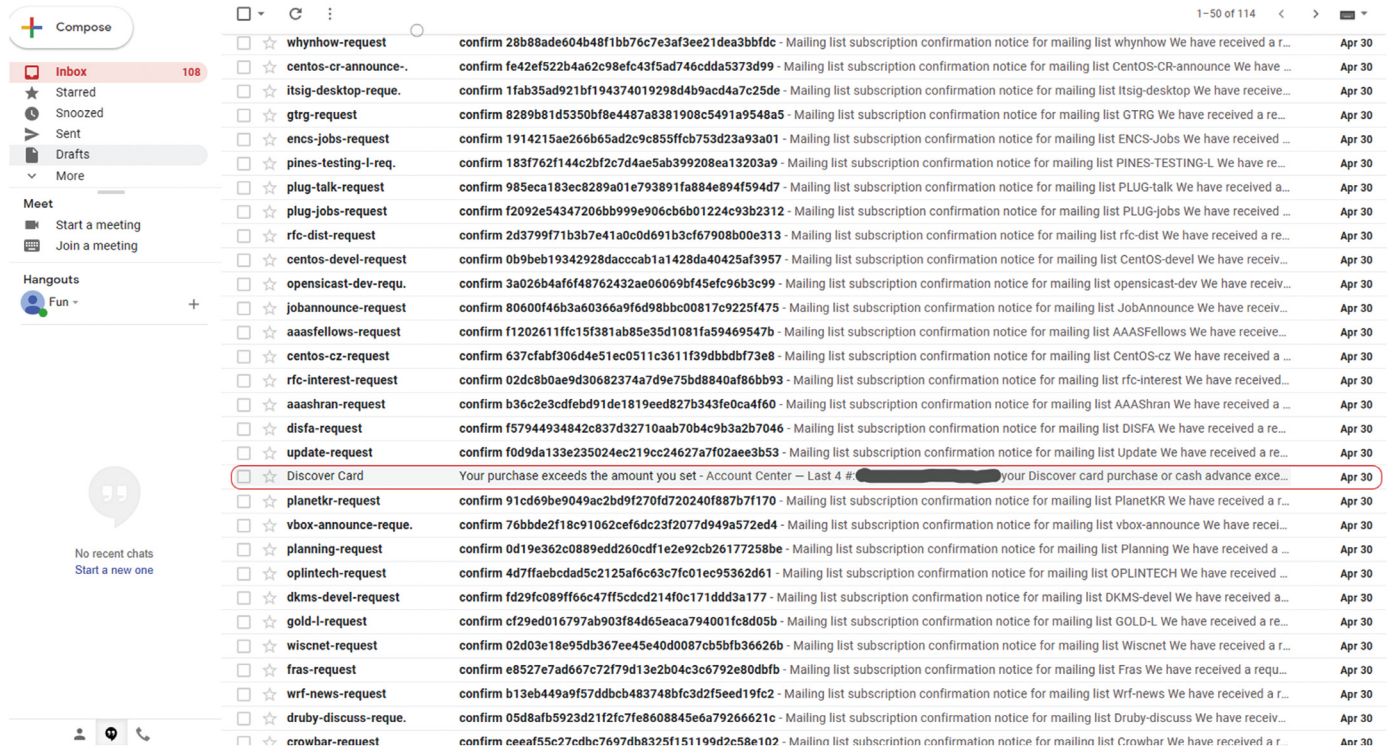 Compose
Inbox 108
Starred
Snoozed
Sent
Drafts
More
Meet
Start a meeting
Join a meeting
Hangouts
Fun
No recent chats
Start a new one
1–50 of 114
whynhow-request confirm 28b88ade604b48f1bb76c7e3af3ee21dea3bbfdc - Mailing list subscription confirmation notice for mailing list whynhow We have received a r... Apr 30
centos-cr-announce-. confirm fe42ef522b4a62c98efc43f5ad746cdda5373d99 - Mailing list subscription confirmation notice for mailing list CentOS-CR-announce We have ... Apr 30
itsig-desktop-reque. confirm 1fab35ad921bf194374019298d4b9acd4a7c25de - Mailing list subscription confirmation notice for mailing list Itsig-desktop We have receive... Apr 30
gtrg-request confirm 8289b81d5350bf8e4487a8381908c5491a9548a5 - Mailing list subscription confirmation notice for mailing list GTRG We have received a re... Apr 30
encs-jobs-request confirm 1914215ae266b65ad2c9c855ffcb753d23a93a01 - Mailing list subscription confirmation notice for mailing list ENCS-Jobs We have received ... Apr 30
pines-testing-l-req. confirm 183f762f144c2bf2c7d4ae5ab399208ea13203a9 - Mailing list subscription confirmation notice for mailing list PINES-TESTING-L We have re... Apr 30
plug-talk-request confirm 985eca183ec8289a01e793891fa884e894f594d7 - Mailing list subscription confirmation notice for mailing list PLUG-talk We have received a... Apr 30
plug-jobs-request confirm f2092e54347206bb999e906cb6b01224c93b2312 - Mailing list subscription confirmation notice for mailing list PLUG-jobs We have received ... Apr 30
rfc-dist-request confirm 2d3799f71b3b7e41a0c0d691b3cf67908b00e313 - Mailing list subscription confirmation notice for mailing list rfc-dist We have received a re... Apr 30
centos-devel-request confirm 0b9beb19342928dacccab1a1428da40425af3957 - Mailing list subscription confirmation notice for mailing list CentOS-devel We have receiv... Apr 30
opensicast-dev-requ. confirm 3a026b4af6f48762432ae06069bf45efc96b3c99 - Mailing list subscription confirmation notice for mailing list opensicast-dev We have receiv... Apr 30
jobannounce-request confirm 80600f46b3a60366a9f6d98bbc00817c9225f475 - Mailing list subscription confirmation notice for mailing list JobAnnounce We have receiv... Apr 30
aaasfellows-request confirm f1202611ffc15f381ab85e35d1081fa59469547b - Mailing list subscription confirmation notice for mailing list AAASFellows We have receive... Apr 30
centos-cz-request confirm 637cfabf306d4e51ec0511c3611f39dbbdbf73e8 - Mailing list subscription confirmation notice for mailing list CentOS-cz We have received a ... Apr 30
rfc-interest-request confirm 02dc8b0ae9d30682374a7d9e75bd8840af86bb93 - Mailing list subscription confirmation notice for mailing list rfc-interest We have received... Apr 30
aaashran-request confirm b36c2e3cdfebd91de1819eed827b343fe0ca4f60 - Mailing list subscription confirmation notice for mailing list AAAShran We have received a ... Apr 30
disfa-request confirm f57944934842c837d32710aab70b4c9b3a2b7046 - Mailing list subscription confirmation notice for mailing list DISFA We have received a re... Apr 30
update-request confirm f0d9da133e235024ec219cc24627a7f02aee3b53 - Mailing list subscription confirmation notice for mailing list Update We have received a re... Apr 30
Discover Card Your purchase exceeds the amount you set - Account Center — Last 4 #: your Discover card purchase or cash advance exce... Apr 30
planetkr-request confirm 91cd69be9049ac2bd9f270fd720240f887b7f170 - Mailing list subscription confirmation notice for mailing list PlanetKR We have received a r... Apr 30
vbox-announce-reque. confirm 76bbde2f18c91062cef6dc23f2077d949a572ed4 - Mailing list subscription confirmation notice for mailing list vbox-announce We have recei... Apr 30
planning-request confirm 0d19e362c0889edd260cdf1e2e92cb26177258be - Mailing list subscription confirmation notice for mailing list Planning We have received a ... Apr 30
oplintech-request confirm 4d7ffaebcdad5c2125af6c63c7fc01ec95362d61 - Mailing list subscription confirmation notice for mailing list OPLINTECH We have received ... Apr 30
dkms-devel-request confirm fd29fc089ff66c47ff5cdcd214f0c171ddd3a177 - Mailing list subscription confirmation notice for mailing list DKMS-devel We have received a... Apr 30
gold-l-request confirm cf29ed016797ab903f84d65eaca794001fc8d05b - Mailing list subscription confirmation notice for mailing list GOLD-L We have received a re... Apr 30
wiscnet-request confirm 02d03e18e95db367ee45e40d0087cb5bfb36626b - Mailing list subscription confirmation notice for mailing list Wiscnet We have received a re... Apr 30
fras-request confirm e8527e7ad667c72f79d13e2b04c3c6792e80dbfb - Mailing list subscription confirmation notice for mailing list Fras We have received a requ... Apr 30
wrf-news-request confirm b13eb449a9f57ddbcb483748bfc3d2f5eed19fc2 - Mailing list subscription confirmation notice for mailing list Wrf-news We have received a r... Apr 30
druby-discuss-reque. confirm 05d8afb5923d21f2fc7fe8608845e6a79266621c - Mailing list subscription confirmation notice for mailing list Druby-discuss We have receiv... Apr 30
crowbar-request confirm ceeaf55c27cdbc7697db8325f151199d2c58e102 - Mailing list subscription confirmation notice for mailing list Crowbar We have received a r... Apr 30